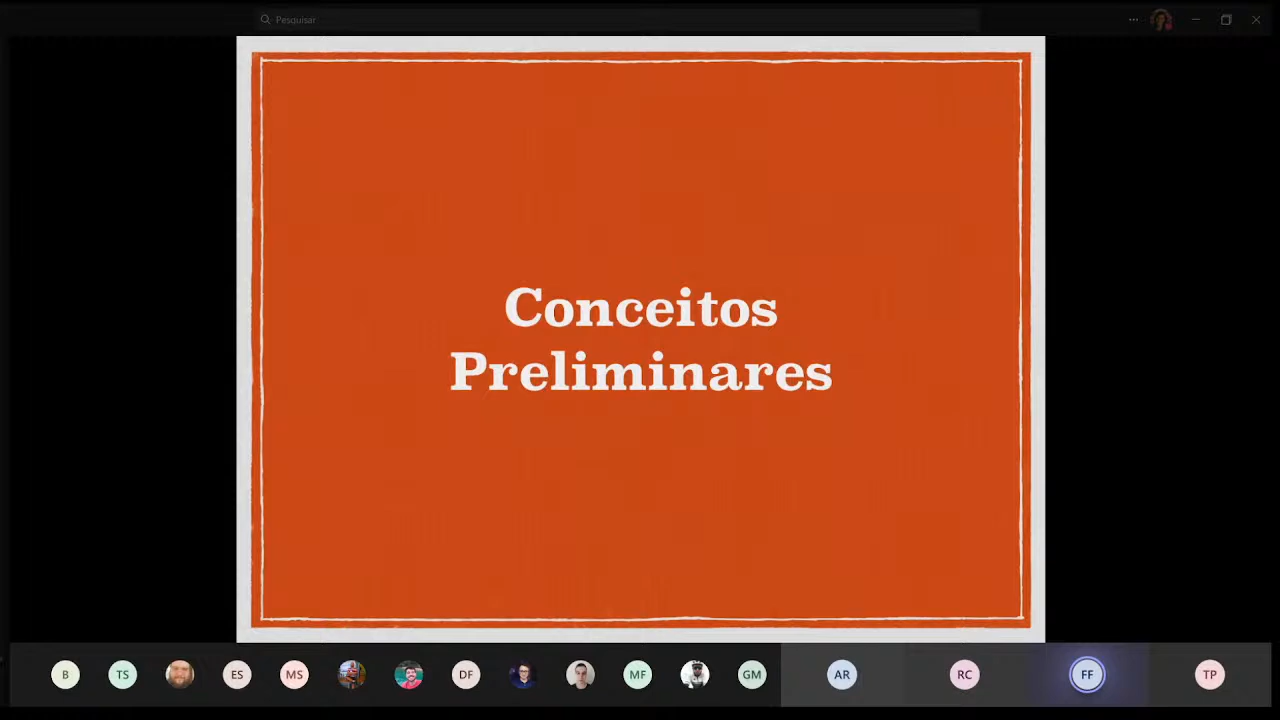 Pesquisar
Conceitos
Preliminares
B
TS
ES
MS
DF
MF
GM
AR
RC
FF
TP